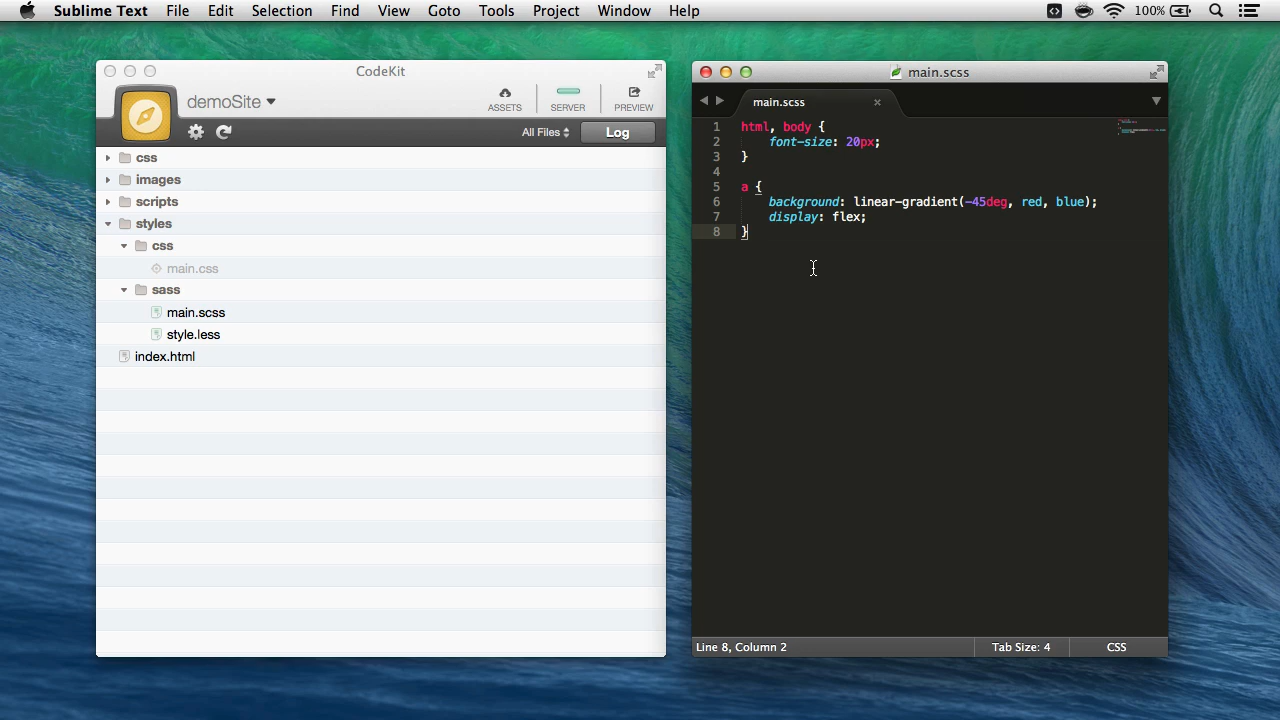 Sublime Text File Edit Selection Find View Goto Tools Project Window Help 100%
CodeKit
demoSite
ASSETS SERVER PREVIEW
All Files Log
css
images
scripts
styles
css
main.css
sass
main.scss
style.less
index.html
main.scss
main.scss
1 html, body {
2 font-size: 20px;
3 }
4
5 a {
6 background: linear-gradient(-45deg, red, blue);
7 display: flex;
8 }
Line 8, Column 2 Tab Size: 4 CSS